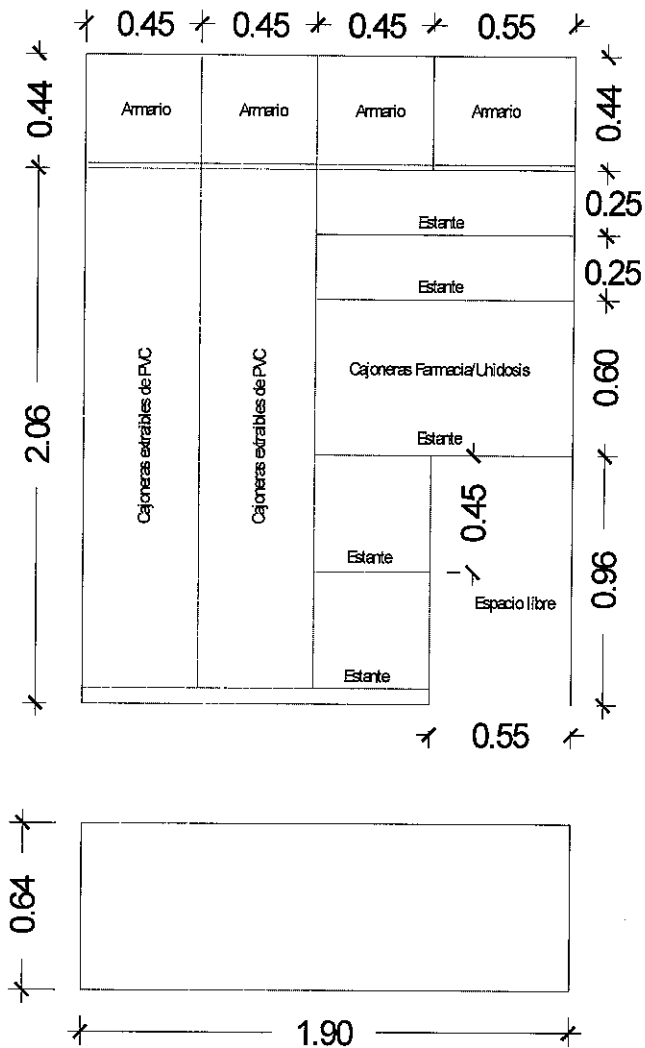 0.45 0.45 0.45 0.55
0.44
Armario Armario Armario Armario
0.44
0.25
Estante
0.25
Estante
Cajoneras extraíbles de PVC
Cajoneras extraíbles de PVC
Cajoneras Farmacia/Unidosis
0.60
2.06
Estante
0.45
Estante
0.96
Espacio libre
Estante
0.55
0.64
1.90